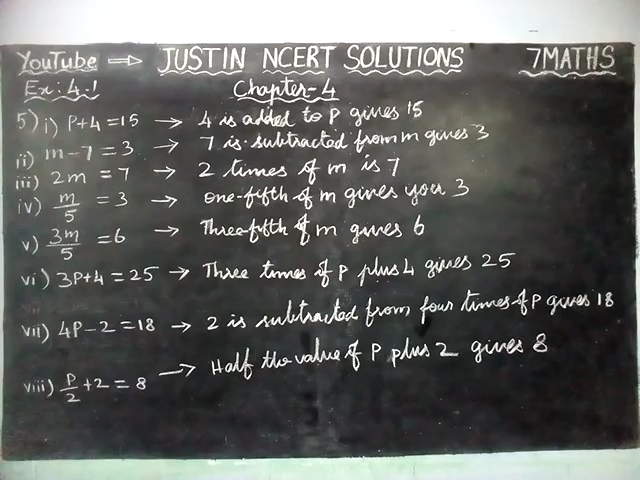 YouTube → JUSTIN NCERT SOLUTIONS 7MATHS
Ex: 4.1 Chapter-4
5) i) P+4=15 → 4 is added to P gives 15
ii) m-7=3 → 7 is subtracted from m gives 3
iii) 2m = 7 → 2 times of m is 7
iv) m/5 = 3 → one-fifth of m gives you 3
v) 3m/5 = 6 → Three-fifth of m gives 6
vi) 3P+4=25 → Three times of P plus 4 gives 25
vii) 4P-2=18 → 2 is subtracted from four times of P gives 18
viii) P/2+2=8 → Half the value of P plus 2 gives 8